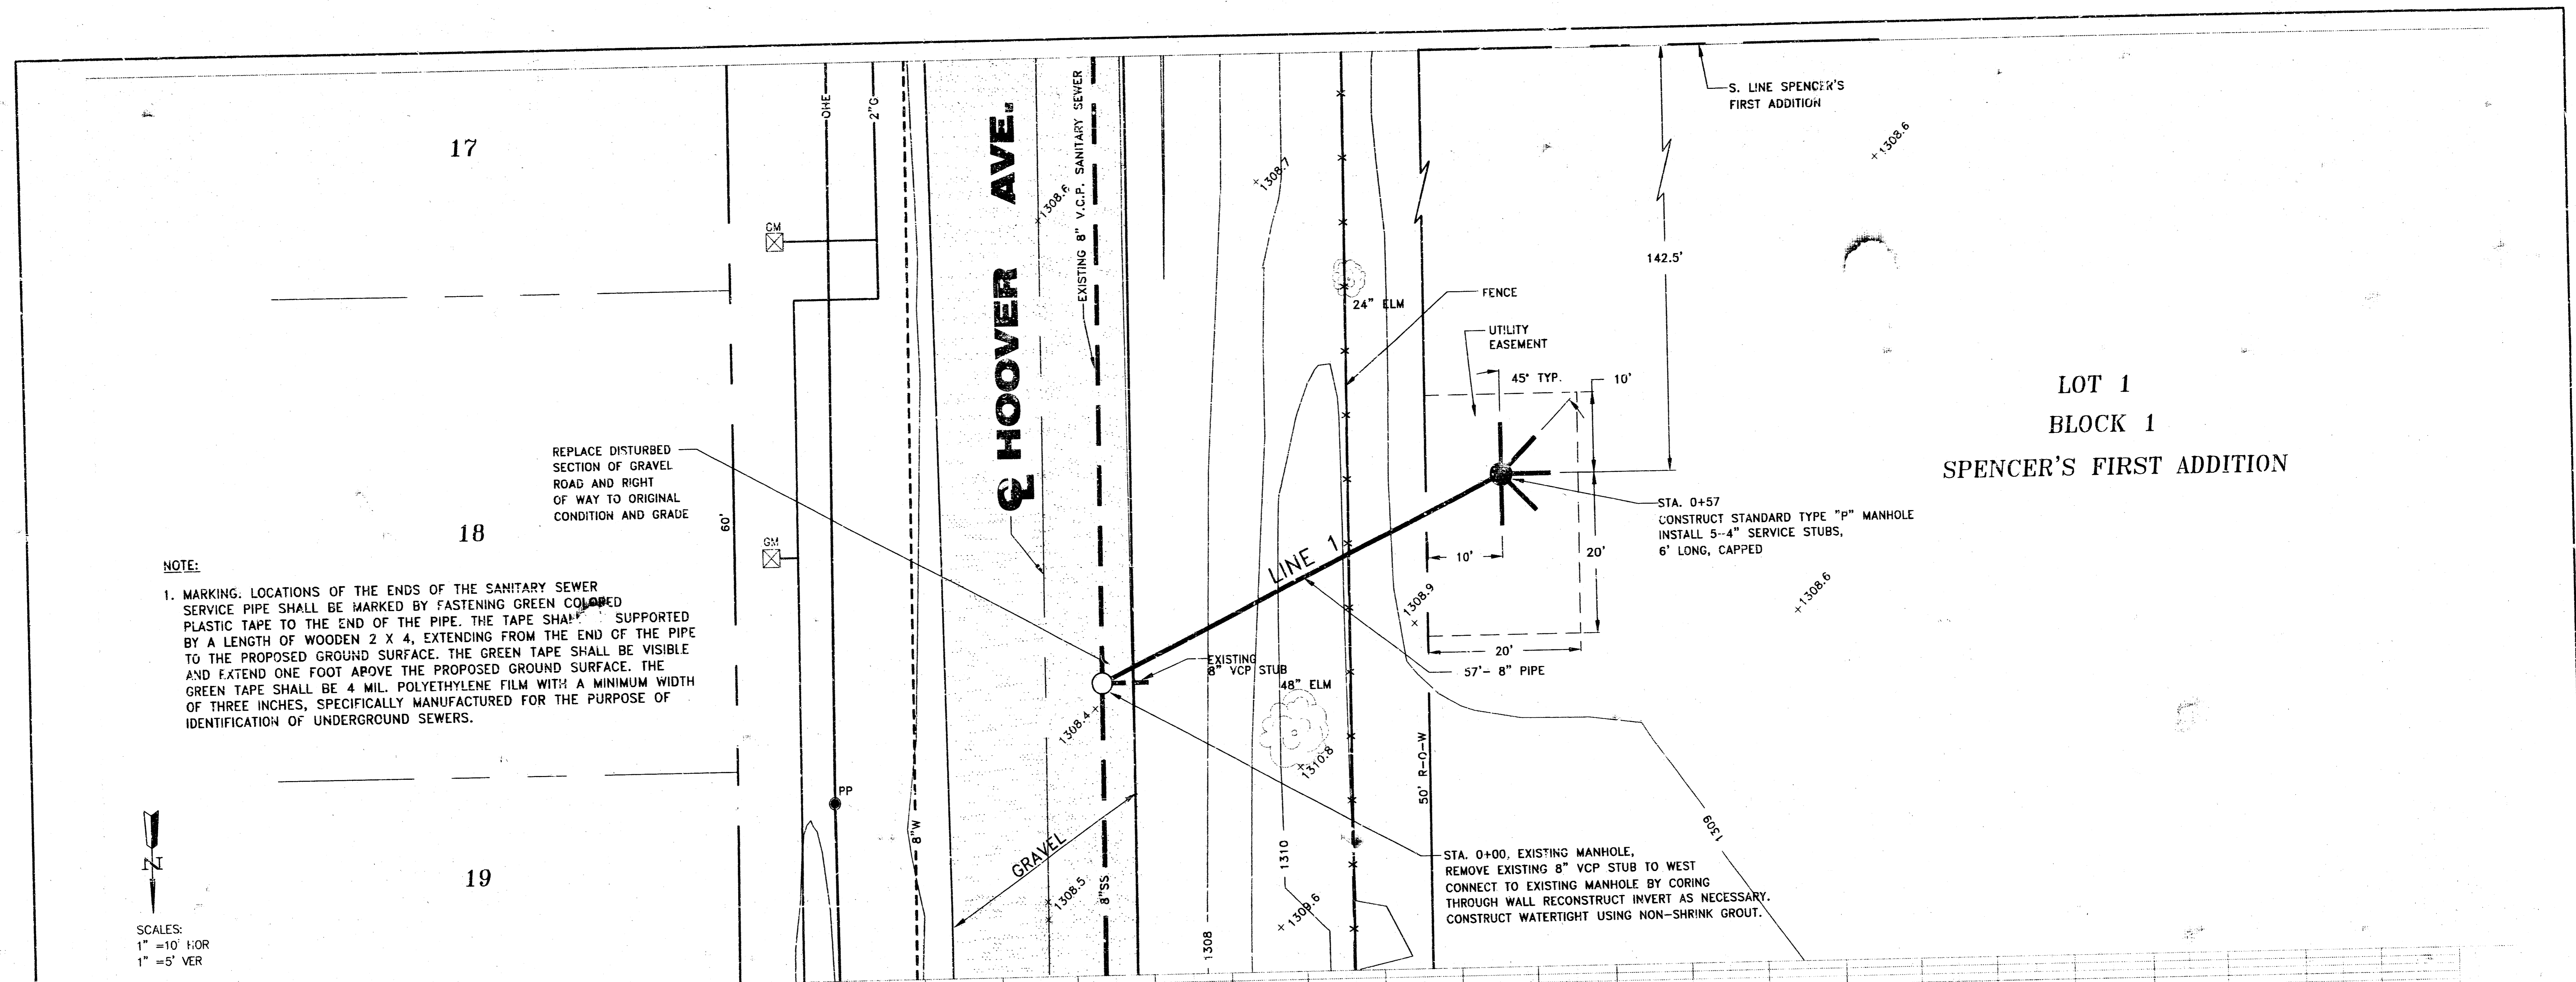 17
18
19
NOTE:
1. MARKING. LOCATIONS OF THE ENDS OF THE SANITARY SEWER
SERVICE PIPE SHALL BE MARKED BY FASTENING GREEN COLORED
PLASTIC TAPE TO THE END OF THE PIPE. THE TAPE SHALL SUPPORTED
BY A LENGTH OF WOODEN 2 X 4, EXTENDING FROM THE END OF THE PIPE
TO THE PROPOSED GROUND SURFACE. THE GREEN TAPE SHALL BE VISIBLE
AND EXTEND ONE FOOT ABOVE THE PROPOSED GROUND SURFACE. THE
GREEN TAPE SHALL BE 4 MIL. POLYETHYLENE FILM WITH A MINIMUM WIDTH
OF THREE INCHES, SPECIFICALLY MANUFACTURED FOR THE PURPOSE OF
IDENTIFICATION OF UNDERGROUND SEWERS.
N
SCALES:
1" =10' HOR
1" =5' VER
REPLACE DISTURBED
SECTION OF GRAVEL
ROAD AND RIGHT
OF WAY TO ORIGINAL
CONDITION AND GRADE
60'
GM
GM
OHE
2"G
PP
8"W
℄ HOOVER AVE.
EXISTING 8" V.C.P. SANITARY SEWER
1308.6
1308.7
1308.4
1308.5
GRAVEL
8"SS
EXISTING
8" VCP STUB
48" ELM
1310.8
1309.6
1308
1310
24" ELM
FENCE
LINE 1
57'- 8" PIPE
1308.9
50' R-O-W
UTILITY
EASEMENT
45° TYP.
10'
10'
20'
20'
142.5'
S. LINE SPENCER'S
FIRST ADDITION
1308.6
STA. 0+57
CONSTRUCT STANDARD TYPE "P" MANHOLE
INSTALL 5-4" SERVICE STUBS,
6' LONG, CAPPED
1308.6
1309
STA. 0+00, EXISTING MANHOLE,
REMOVE EXISTING 8" VCP STUB TO WEST
CONNECT TO EXISTING MANHOLE BY CORING
THROUGH WALL RECONSTRUCT INVERT AS NECESSARY.
CONSTRUCT WATERTIGHT USING NON-SHRINK GROUT.
LOT 1
BLOCK 1
SPENCER'S FIRST ADDITION